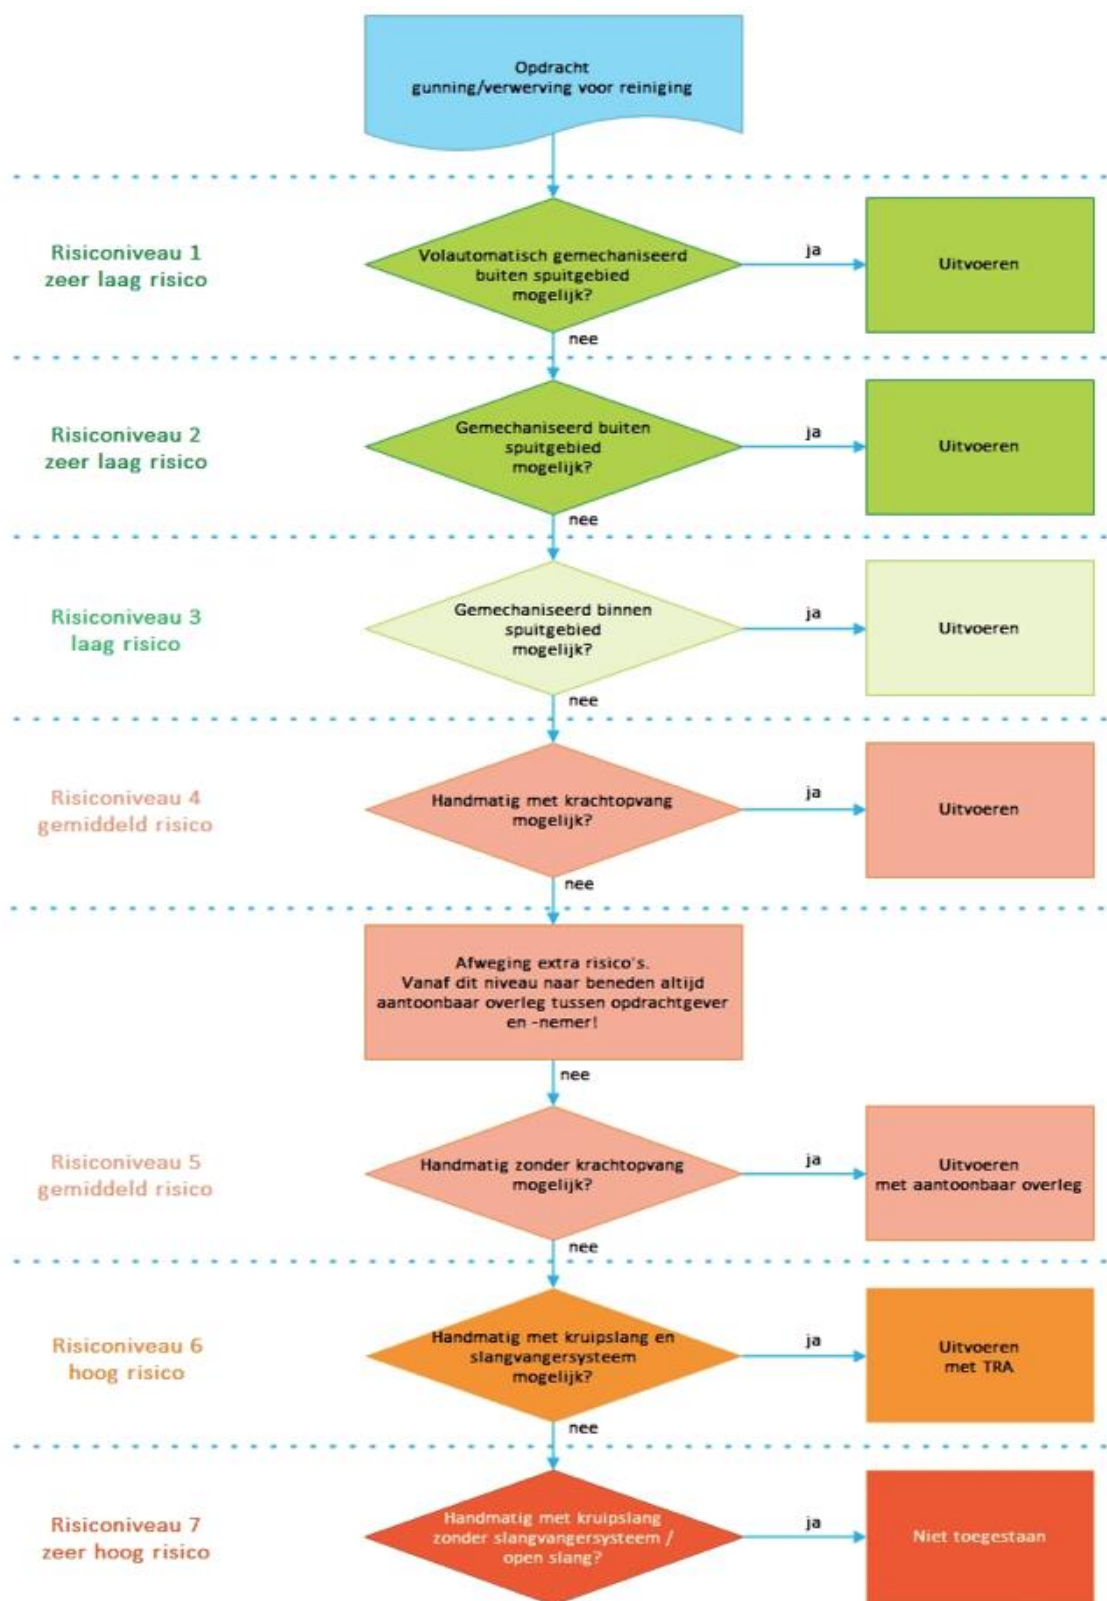 Opdracht
gunning/verwerving voor reiniging
Risiconiveau 1
zeer laag risico
Volautomatisch gemechaniseerd
buiten spuitgebied
mogelijk?
ja
Uitvoeren
nee
Risiconiveau 2
zeer laag risico
Gemechaniseerd buiten
spuitgebied
mogelijk?
ja
Uitvoeren
nee
Risiconiveau 3
laag risico
Gemechaniseerd binnen
spuitgebied
mogelijk?
ja
Uitvoeren
nee
Risiconiveau 4
gemiddeld risico
Handmatig met krachtopvang
mogelijk?
ja
Uitvoeren
nee
Afweging extra risico's.
Vanaf dit niveau naar beneden altijd
aantoonbaar overleg tussen opdrachtgever
en -nemer!
nee
Risiconiveau 5
gemiddeld risico
Handmatig zonder krachtopvang
mogelijk?
ja
Uitvoeren
met aantoonbaar overleg
nee
Risiconiveau 6
hoog risico
Handmatig met kruipslang en
slangvangersysteem
mogelijk?
ja
Uitvoeren
met TRA
nee
Risiconiveau 7
zeer hoog risico
Handmatig met kruipslang
zonder slangvangersysteem /
open slang?
ja
Niet toegestaan